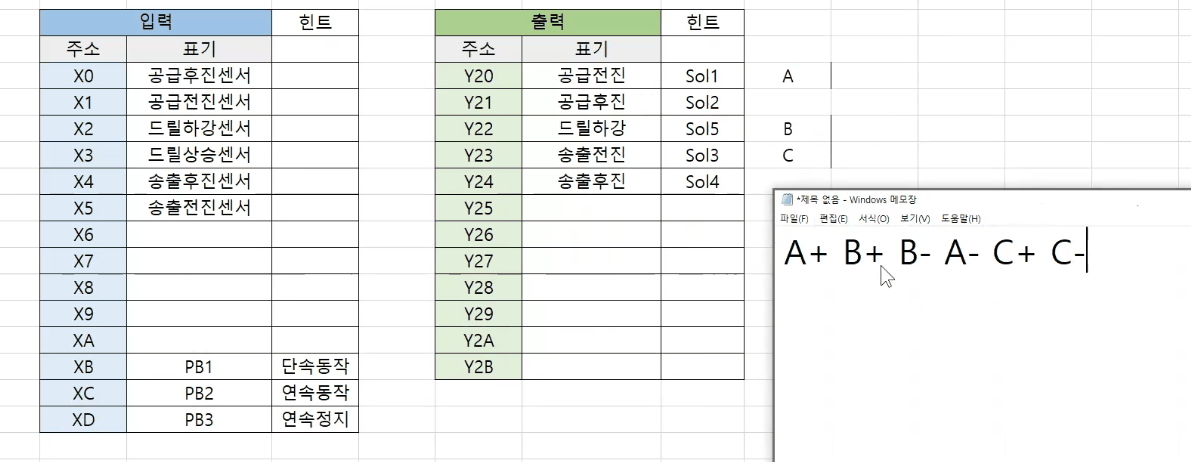 입력 힌트 출력 힌트
주소 표기 주소 표기
X0 공급후진센서 Y20 공급전진 Sol1 A
X1 공급전진센서 Y21 공급후진 Sol2
X2 드릴하강센서 Y22 드릴하강 Sol5 B
X3 드릴상승센서 Y23 송출전진 Sol3 C
X4 송출후진센서 Y24 송출후진 Sol4
X5 송출전진센서 Y25
X6 Y26
X7 Y27
X8 Y28
X9 Y29
XA Y2A
XB PB1 단속동작 Y2B
XC PB2 연속동작
XD PB3 연속정지
*제목 없음 - Windows 메모장
파일(F) 편집(E) 서식(O) 보기(V) 도움말(H)
A+ B+ B- A- C+ C-